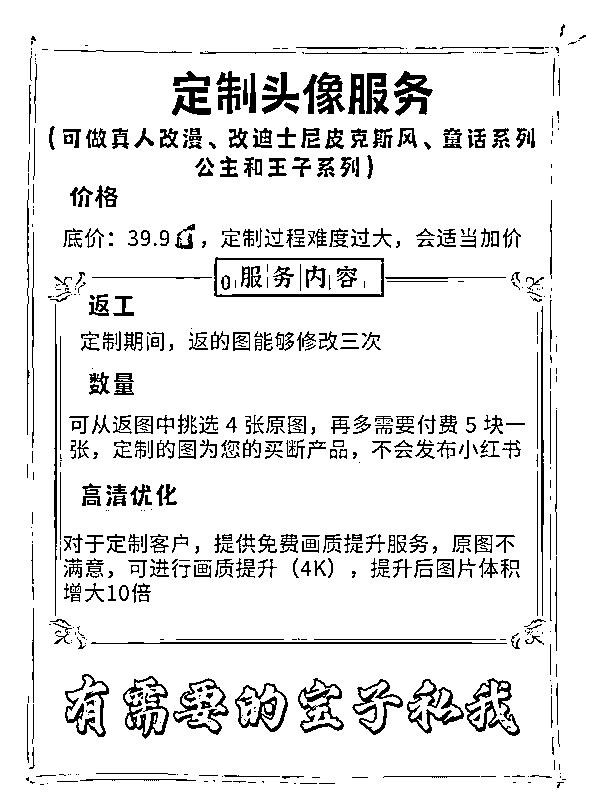 定制头像服务
（可做真人改漫、改迪士尼皮克斯风、童话系列
公主和王子系列）
价格
底价：39.9，定制过程难度过大，会适当加价
服务内容
返工
定制期间，返的图能够修改三次
数量
可从返图中挑选 4 张原图，再多需要付费 5 块一
张，定制的图为您的买断产品，不会发布小红书
高清优化
对于定制客户，提供免费画质提升服务，原图不
满意，可进行画质提升（4K），提升后图片体积
增大10倍
有需要的宝子私我